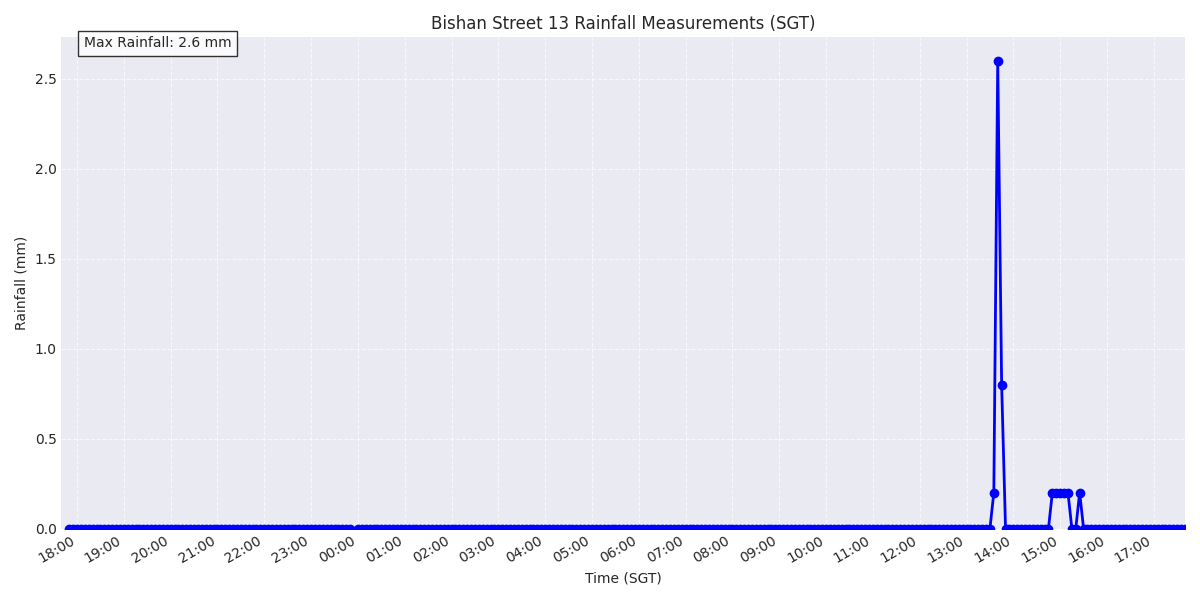 Bishan Street 13 Rainfall Measurements (SGT)
Max Rainfall: 2.6 mm
Rainfall (mm)
2.5
2.0
1.5
1.0
0.5
0.0
18:00 19:00 20:00 21:00 22:00 23:00 00:00 01:00 02:00 03:00 04:00 05:00 06:00 07:00 08:00 09:00 10:00 11:00 12:00 13:00 14:00 15:00 16:00 17:00
Time (SGT)